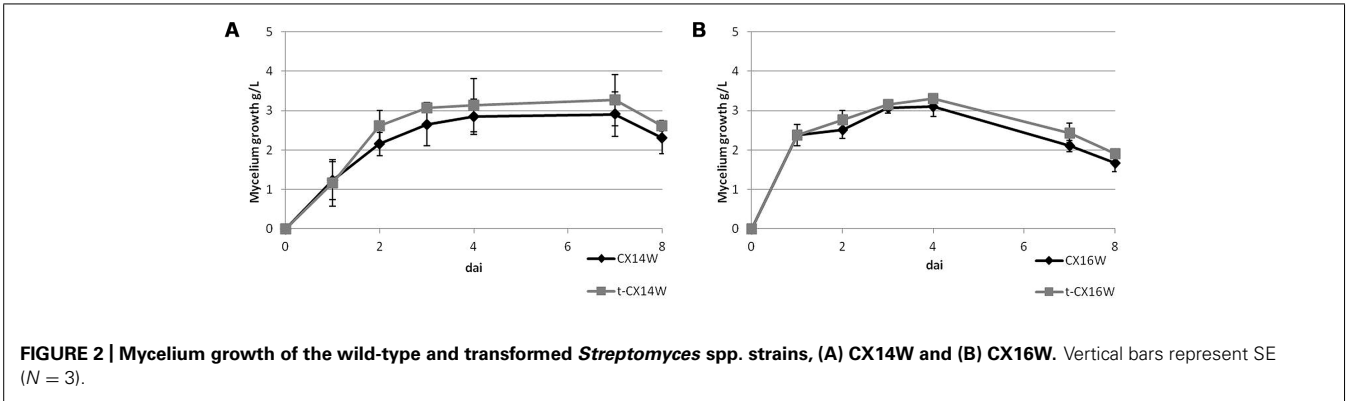 A
5
4
3
2
1
0
Mycelium growth g/L
0 2 4 6 8
dai
CX14W
t-CX14W
B
5
4
3
2
1
0
Mycelium growth g/L
0 2 4 6 8
dai
CX16W
t-CX16W
FIGURE 2 | Mycelium growth of the wild-type and transformed Streptomyces spp. strains, (A) CX14W and (B) CX16W. Vertical bars represent SE
(N = 3).